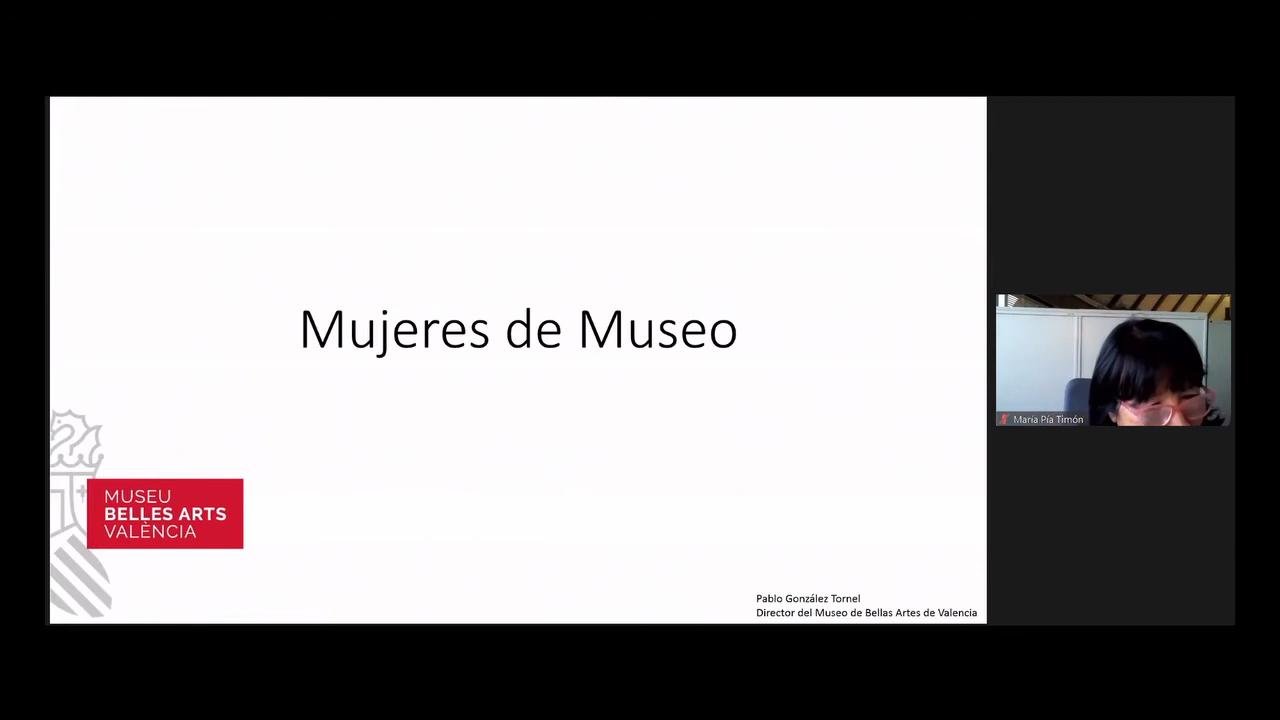 Mujeres de Museo
MUSEU
BELLES ARTS
VALÈNCIA
Pablo González Tornel
Director del Museo de Bellas Artes de Valencia
María Pía Timón